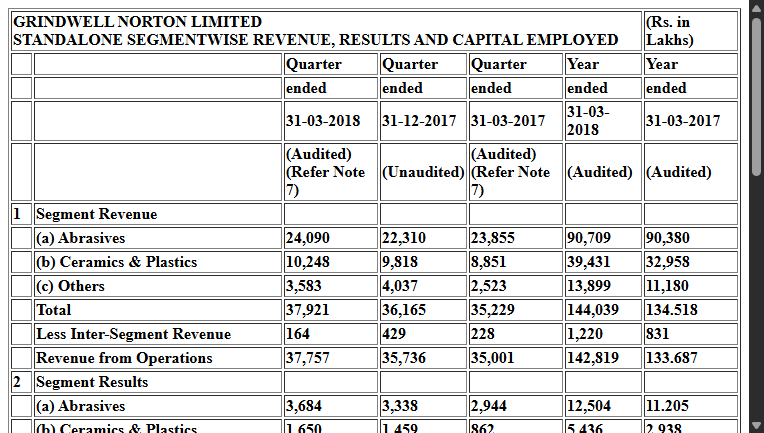 GRINDWELL NORTON LIMITED (Rs. in
STANDALONE SEGMENTWISE REVENUE, RESULTS AND CAPITAL EMPLOYED Lakhs)
Quarter Quarter Quarter Year Year
ended ended ended ended ended
31-03-2018 31-12-2017 31-03-2017 31-03-2018 31-03-2017
(Audited) (Refer Note 7) (Unaudited) (Audited) (Refer Note 7) (Audited) (Audited)
1 Segment Revenue
(a) Abrasives 24,090 22,310 23,855 90,709 90,380
(b) Ceramics & Plastics 10,248 9,818 8,851 39,431 32,958
(c) Others 3,583 4,037 2,523 13,899 11,180
Total 37,921 36,165 35,229 144,039 134.518
Less Inter-Segment Revenue 164 429 228 1,220 831
Revenue from Operations 37,757 35,736 35,001 142,819 133.687
2 Segment Results
(a) Abrasives 3,684 3,338 2,944 12,504 11.205
(b) Ceramics & Plastics 1,650 1,459 862 5,436 2,938